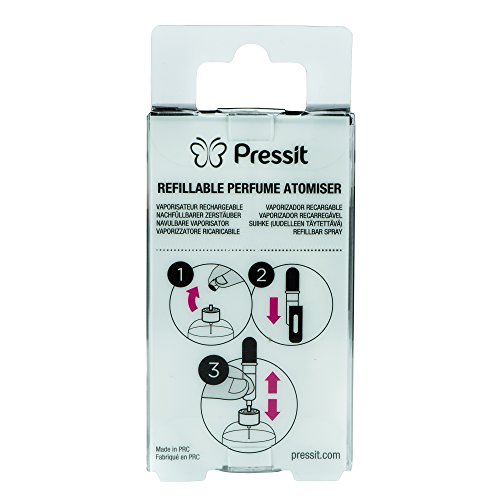 Pressit
REFILLABLE PERFUME ATOMISER
VAPORISATEUR RECHARGEABLE
NACHFÜLLBARER ZERSTÄUBER
NAVULBARE VAPORISATOR
VAPORIZZATORE RICARICABILE
VAPORIZADOR RECARGABLE
VAPORIZADOR RECARREGÁVEL
SUIHKE (UUDELLEEN TÄYTETTÄVÄ)
REFILLBAR SPRAY
1
2
3
Made in PRC
Fabriqué en PRC
pressit.com